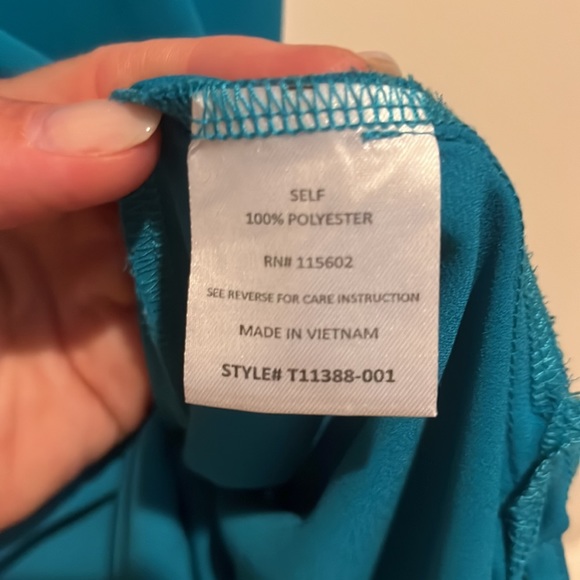 SELF
100% POLYESTER
RN# 115602
SEE REVERSE FOR CARE INSTRUCTION
MADE IN VIETNAM
STYLE# T11388-001